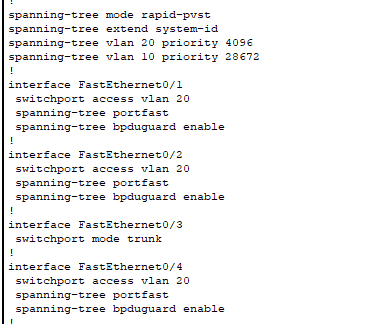 !
spanning-tree mode rapid-pvst
spanning-tree extend system-id
spanning-tree vlan 20 priority 4096
spanning-tree vlan 10 priority 28672
!
interface FastEthernet0/1
 switchport access vlan 20
 spanning-tree portfast
 spanning-tree bpduguard enable
!
interface FastEthernet0/2
 switchport access vlan 20
 spanning-tree portfast
 spanning-tree bpduguard enable
!
interface FastEthernet0/3
 switchport mode trunk
!
interface FastEthernet0/4
 switchport access vlan 20
 spanning-tree portfast
 spanning-tree bpduguard enable
!